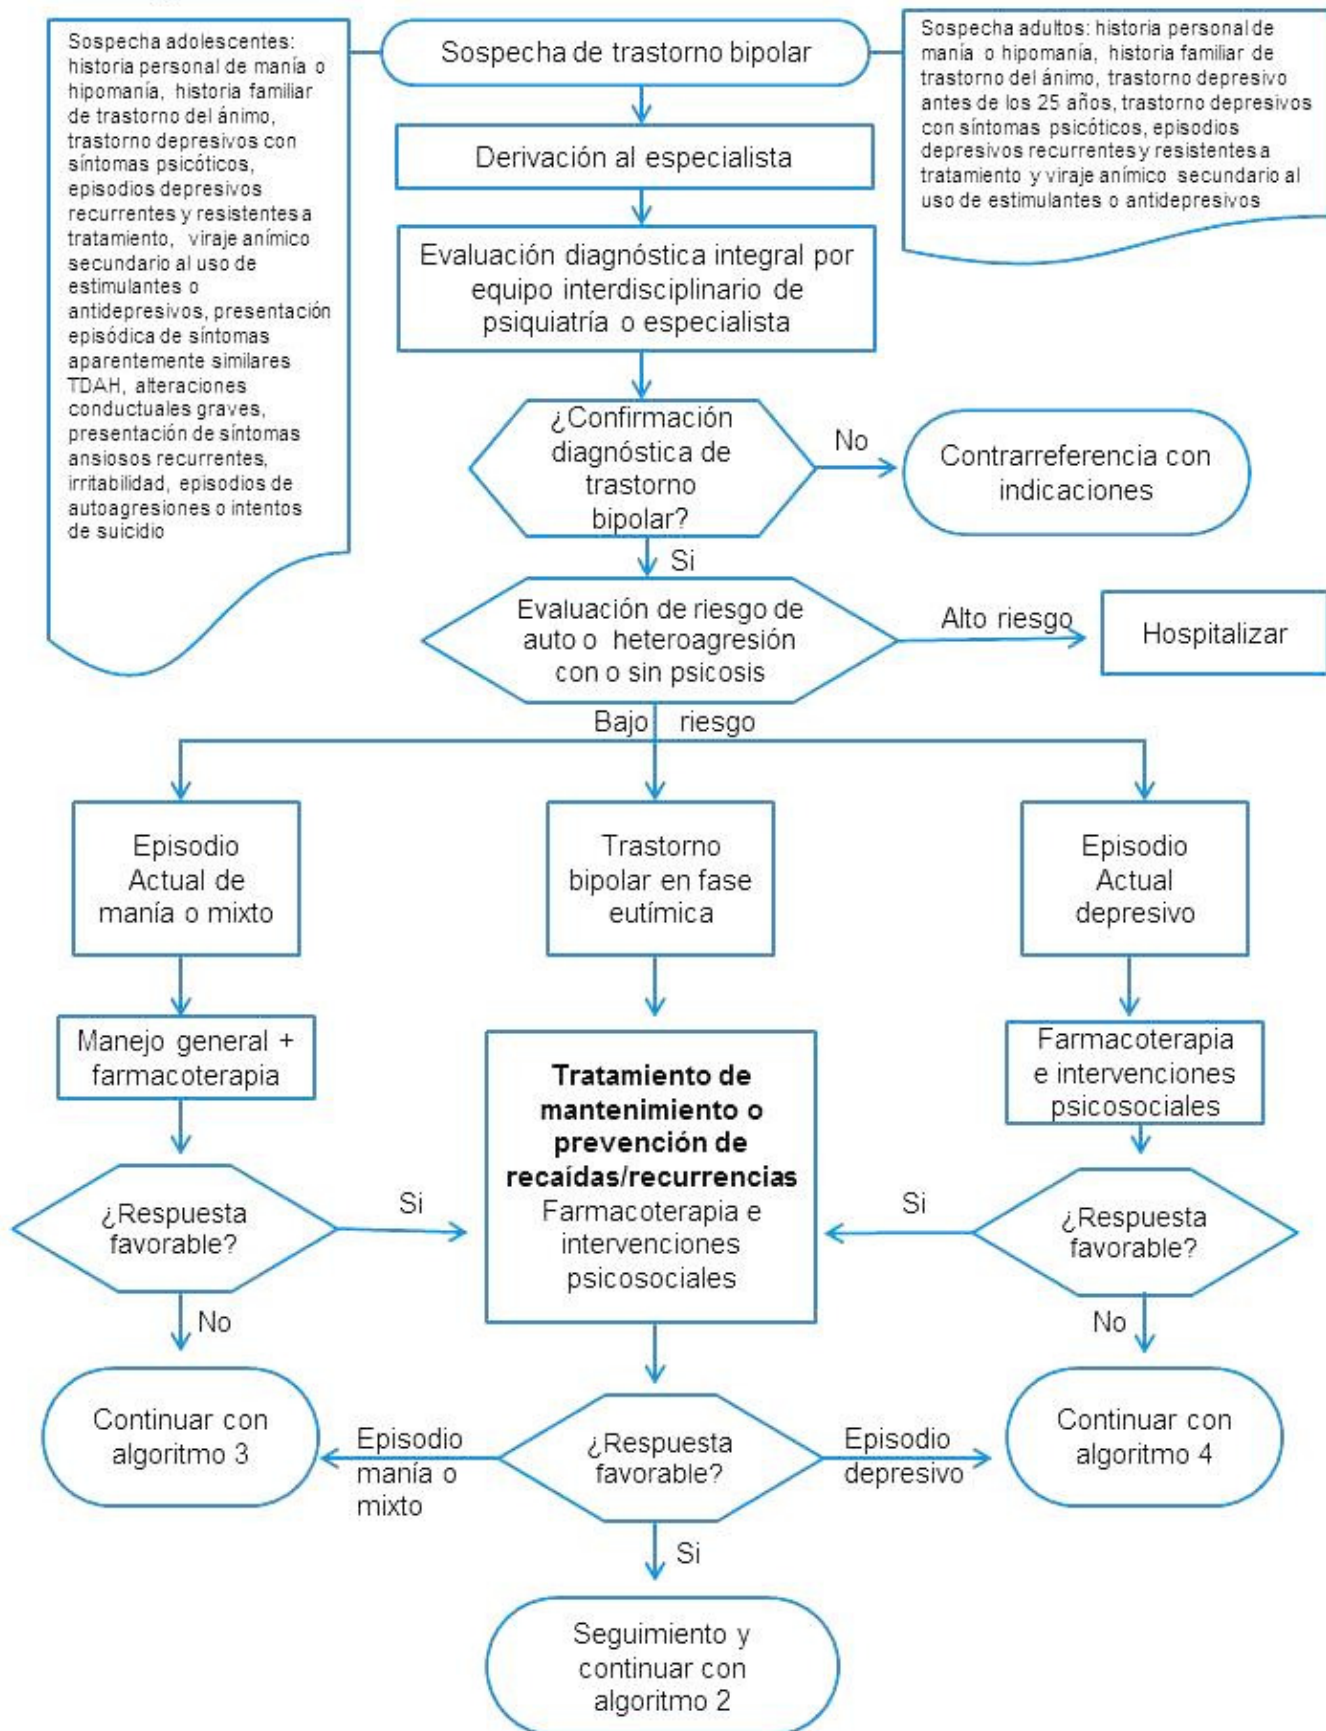 Sospecha adolescentes:
historia personal de manía o
hipomanía, historia familiar
de trastorno del ánimo,
trastorno depresivos con
síntomas psicóticos,
episodios depresivos
recurrentes y resistentes a
tratamiento, viraje anímico
secundario al uso de
estimulantes o
antidepresivos, presentación
episódica de síntomas
aparentemente similares
TDAH, alteraciones
conductuales graves,
presentación de síntomas
ansiosos recurrentes,
irritabilidad, episodios de
autoagresiones o intentos
de suicidio
Sospecha de trastorno bipolar
Sospecha adultos: historia personal de
manía o hipomanía, historia familiar de
trastorno del ánimo, trastorno depresivo
antes de los 25 años, trastorno depresivos
con síntomas psicóticos, episodios
depresivos recurrentes y resistentes a
tratamiento y viraje anímico secundario al
uso de estimulantes o antidepresivos
Derivación al especialista
Evaluación diagnóstica integral por
equipo interdisciplinario de
psiquiatría o especialista
¿Confirmación
diagnóstica de
trastorno
bipolar?
No
Contrarreferencia con
indicaciones
Si
Evaluación de riesgo de
auto o heteroagresión
con o sin psicosis
Alto riesgo
Hospitalizar
Bajo riesgo
Episodio
Actual de
manía o mixto
Trastorno
bipolar en fase
eutímica
Episodio
Actual
depresivo
Manejo general +
farmacoterapia
Tratamiento de
mantenimiento o
prevención de
recaídas/recurrencias
Farmacoterapia e
intervenciones
psicosociales
Farmacoterapia
e intervenciones
psicosociales
¿Respuesta
favorable?
Si
Si
¿Respuesta
favorable?
No
No
Continuar con
algoritmo 3
Episodio
manía o
mixto
¿Respuesta
favorable?
Episodio
depresivo
Continuar con
algoritmo 4
Si
Seguimiento y
continuar con
algoritmo 2